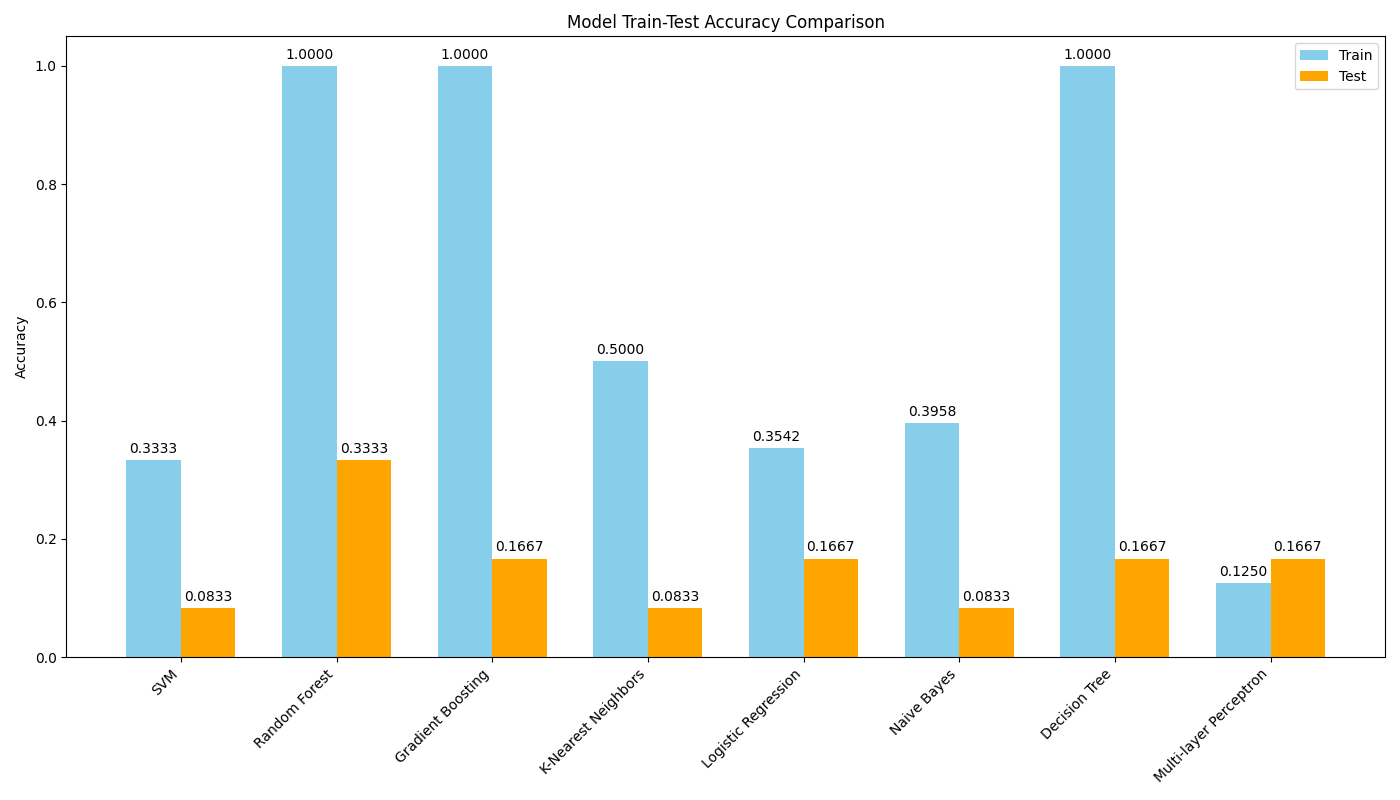 Model Train-Test Accuracy Comparison
Train
Test
Accuracy
1.0
0.8
0.6
0.4
0.2
0.0
0.3333
0.0833
1.0000
0.3333
1.0000
0.1667
0.5000
0.0833
0.3542
0.1667
0.3958
0.0833
1.0000
0.1667
0.1250
0.1667
SVM
Random Forest
Gradient Boosting
K-Nearest Neighbors
Logistic Regression
Naive Bayes
Decision Tree
Multi-layer Perceptron